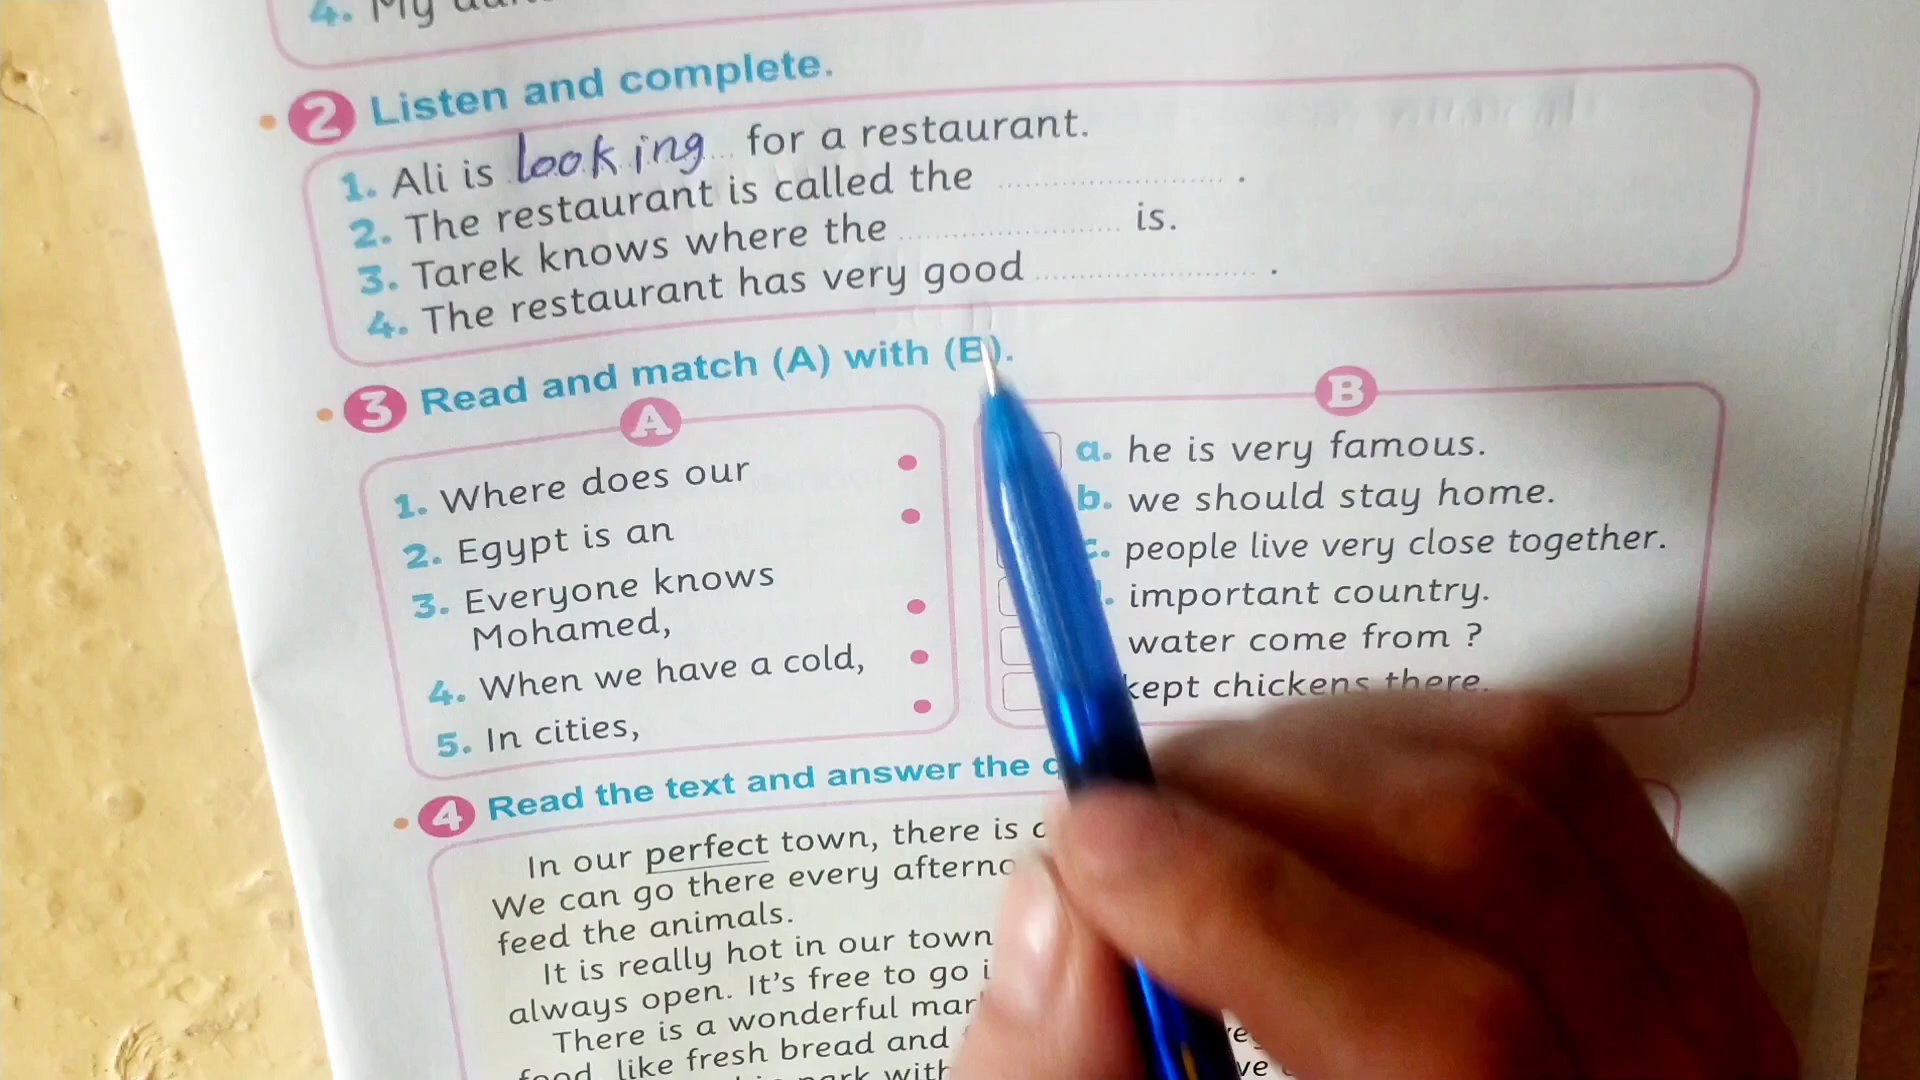 4. My
2 Listen and complete.
1. Ali is looking for a restaurant.
2. The restaurant is called the .
3. Tarek knows where the is.
4. The restaurant has very good .
3 Read and match (A) with (B).
A
1. Where does our
2. Egypt is an
3. Everyone knows
Mohamed,
4. When we have a cold,
5. In cities,
B
a. he is very famous.
b. we should stay home.
c. people live very close together.
important country.
water come from ?
kept chickens there.
4 Read the text and answer the
In our perfect town, there is
We can go there every
feed the animals.
It is really hot in our town
always open. It's free to go
There is a wonderful
food, like fresh bread and
with